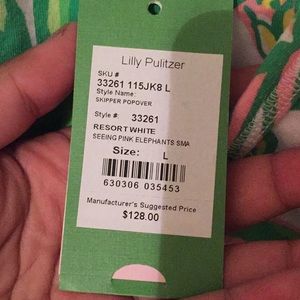 Lilly Pulitzer
SKU #
33261 115JK8 L
Style Name:
SKIPPER POPOVER
Style #: 33261
RESORT WHITE
SEEING PINK ELEPHANTS SMA
Size: L
630306 035453
Manufacturer's Suggested Price
$128.00